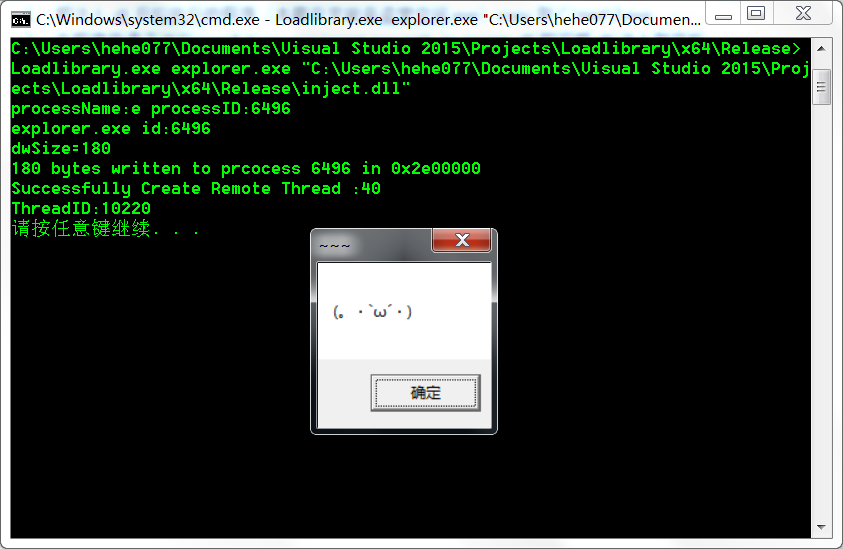 C:\Windows\system32\cmd.exe - Loadlibrary.exe  explorer.exe "C:\Users\hehe077\Documen...
C:\Users\hehe077\Documents\Visual Studio 2015\Projects\Loadlibrary\x64\Release>
Loadlibrary.exe explorer.exe "C:\Users\hehe077\Documents\Visual Studio 2015\Proj
ects\Loadlibrary\x64\Release\inject.dll"
processName:e processID:6496
explorer.exe id:6496
dwSize=180
180 bytes written to prcocess 6496 in 0x2e00000
Successfully Create Remote Thread :40
ThreadID:10220
请按任意键继续. . .
~~~
(。・`ω´・)
确定